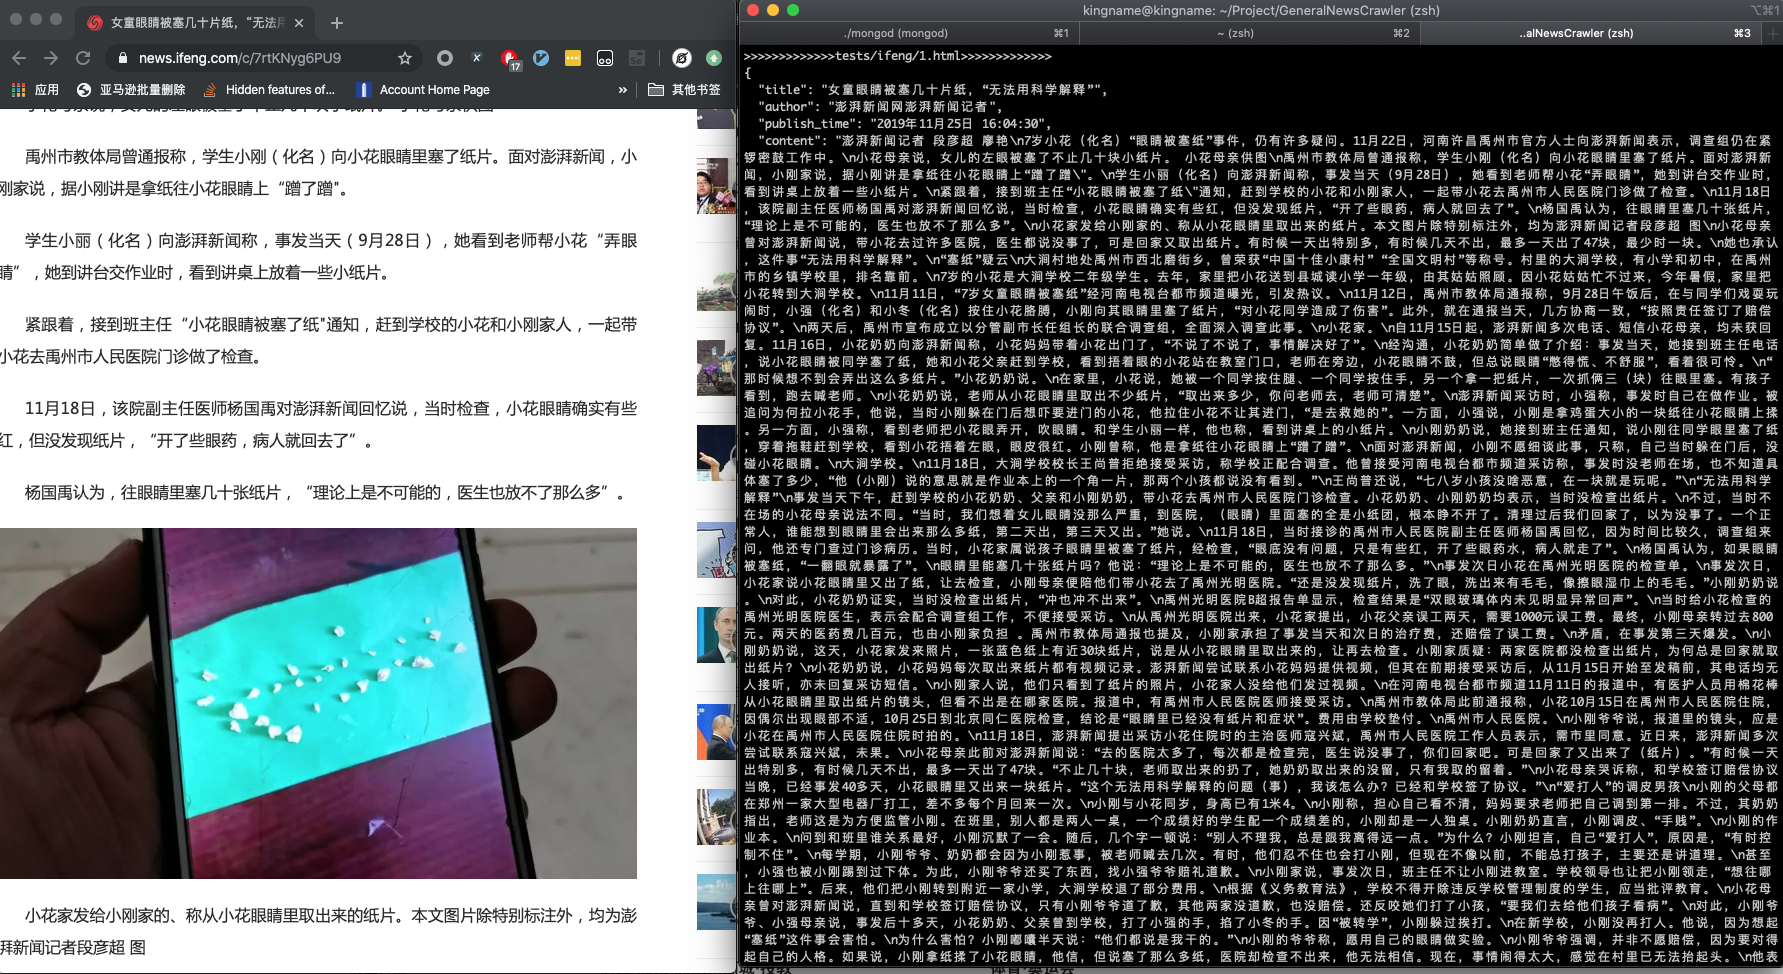 女童眼睛被塞几十片纸，“无法用
news.ifeng.com/c/7rtKNyg6PU9
17
应用
亚马逊批量删除
Hidden features of...
Account Home Page
»
其他书签
禹州市教体局曾通报称，学生小刚（化名）向小花眼睛里塞了纸片。面对澎湃新闻，小
刚家说，据小刚讲是拿纸往小花眼睛上“蹭了蹭"。
学生小丽（化名）向澎湃新闻称，事发当天（9月28日），她看到老师帮小花“弄眼
睛”，她到讲台交作业时，看到讲桌上放着一些小纸片。
紧跟着，接到班主任“小花眼睛被塞了纸"通知，赶到学校的小花和小刚家人，一起带
小花去禹州市人民医院门诊做了检查。
11月18日，该院副主任医师杨国禹对澎湃新闻回忆说，当时检查，小花眼睛确实有些
红，但没发现纸片，“开了些眼药，病人就回去了”。
杨国禹认为，往眼睛里塞几十张纸片，“理论上是不可能的，医生也放不了那么多”。
小花家发给小刚家的、称从小花眼睛里取出来的纸片。本文图片除特别标注外，均为澎
湃新闻记者段彦超 图
kingname@kingname: ~/Project/GeneralNewsCrawler (zsh)
⌥⌘1
./mongod (mongod)
⌘1
~ (zsh)
⌘2
..alNewsCrawler (zsh)
⌘3
>>>>>>>>>>>>>tests/ifeng/1.html>>>>>>>>>>>>>
{
"title": "女童眼睛被塞几十片纸，“无法用科学解释”",
"author": "澎湃新闻网澎湃新闻记者",
"publish_time": "2019年11月25日 16:04:30",
"content": "澎湃新闻记者 段彦超 廖艳\n7岁小花（化名）“眼睛被塞纸”事件，仍有许多疑问。11月22日，河南许昌禹州市官方人士向澎湃新闻表示，调查组仍在紧
锣密鼓工作中。\n小花母亲说，女儿的左眼被塞了不止几十块小纸片。 小花母亲供图\n禹州市教体局曾通报称，学生小刚（化名）向小花眼睛里塞了纸片。面对澎湃新
闻，小刚家说，据小刚讲是拿纸往小花眼睛上“蹭了蹭\"。\n学生小丽（化名）向澎湃新闻称，事发当天（9月28日），她看到老师帮小花“弄眼睛”，她到讲台交作业时，
看到讲桌上放着一些小纸片。\n紧跟着，接到班主任“小花眼睛被塞了纸\"通知，赶到学校的小花和小刚家人，一起带小花去禹州市人民医院门诊做了检查。\n11月18日
，该院副主任医师杨国禹对澎湃新闻回忆说，当时检查，小花眼睛确实有些红，但没发现纸片，“开了些眼药，病人就回去了”。\n杨国禹认为，往眼睛里塞几十张纸片，
“理论上是不可能的，医生也放不了那么多”。\n小花家发给小刚家的、称从小花眼睛里取出来的纸片。本文图片除特别标注外，均为澎湃新闻记者段彦超 图\n小花母亲
曾对澎湃新闻说，带小花去过许多医院，医生都说没事了，可是回家又取出纸片。有时候一天出特别多，有时候几天不出，最多一天出了47块，最少时一块。\n她也承认
，这件事“无法用科学解释”。\n“塞纸”疑云\n大涧村地处禹州市西北磨街乡，曾荣获“中国十佳小康村” “全国文明村”等称号。村里的大涧学校，有小学和初中，在禹州
市的乡镇学校里，排名靠前。\n7岁的小花是大涧学校二年级学生。去年，家里把小花送到县城读小学一年级，由其姑姑照顾。因小花姑姑忙不过来，今年暑假，家里把
小花转到大涧学校。\n11月11日，“7岁女童眼睛被塞纸”经河南电视台都市频道曝光，引发热议。\n11月12日，禹州市教体局通报称，9月28日午饭后，在与同学们戏耍玩
闹时，小强（化名）和小冬（化名）按住小花胳膊，小刚向其眼睛里塞了纸片，“对小花同学造成了伤害”。此外，就在通报当天，几方协商一致，“按照责任签订了赔偿
协议”。\n两天后，禹州市宣布成立以分管副市长任组长的联合调查组，全面深入调查此事。\n小花家。\n自11月15日起，澎湃新闻多次电话、短信小花母亲，均未获回
复。11月16日，小花奶奶向澎湃新闻称，小花妈妈带着小花出门了，“不说了不说了，事情解决好了”。\n经沟通，小花奶奶简单做了介绍：事发当天，她接到班主任电话
，说小花眼睛被同学塞了纸，她和小花父亲赶到学校，看到捂着眼的小花站在教室门口，老师在旁边，小花眼睛不鼓，但总说眼睛“憋得慌、不舒服”，看着很可怜。\n“
那时候想不到会弄出这么多纸片。”小花奶奶说。\n在家里，小花说，她被一个同学按住腿、一个同学按住手，另一个拿一把纸片，一次抓俩三（块）往眼里塞。有孩子
看到，跑去喊老师。\n小花奶奶说，老师从小花眼睛里取出不少纸片，“取出来多少，你问老师去，老师可清楚”。\n澎湃新闻采访时，小强称，事发时自己在做作业。被
追问为何拉小花手，他说，当时小刚躲在门后想吓要进门的小花，他拉住小花不让其进门，“是去救她的”。一方面，小强说，小刚是拿鸡蛋大小的一块纸往小花眼睛上揉
。另一方面，小强称，看到老师把小花眼弄开，吹眼睛。和学生小丽一样，他也称，看到讲桌上的小纸片。\n小刚奶奶说，她接到班主任通知，说小刚往同学眼里塞了纸
，穿着拖鞋赶到学校，看到小花捂着左眼，眼皮很红。小刚曾称，他是拿纸往小花眼睛上“蹭了蹭”。\n面对澎湃新闻，小刚不愿细谈此事，只称，自己当时躲在门后，没
碰小花眼睛。\n大涧学校。\n11月18日，大涧学校校长王尚普拒绝接受采访，称学校正配合调查。他曾接受河南电视台都市频道采访称，事发时没老师在场，也不知道具
体塞了多少，“他（小刚）说的意思就是作业本上的一个角一片，那两个小孩都说没有看到。”\n王尚普还说，“七八岁小孩没啥恶意，在一块就是玩呢。”\n“无法用科学
解释”\n事发当天下午，赶到学校的小花奶奶、父亲和小刚奶奶，带小花去禹州市人民医院门诊检查。小花奶奶、小刚奶奶均表示，当时没检查出纸片。\n不过，当时不
在场的小花母亲说法不同。“当时，我们想着女儿眼睛没那么严重，到医院，（眼睛）里面塞的全是小纸团，根本睁不开了。清理过后我们回家了，以为没事了。一个正
常人，谁能想到眼睛里会出来那么多纸，第二天出，第三天又出。”她说。\n11月18日，当时接诊的禹州市人民医院副主任医师杨国禹回忆，因为时间比较久，调查组来
问，他还专门查过门诊病历。当时，小花家属说孩子眼睛里被塞了纸片，经检查，“眼底没有问题，只是有些红，开了些眼药水，病人就走了”。\n杨国禹认为，如果眼睛
被塞纸，“一翻眼就暴露了”。\n眼睛里能塞几十张纸片吗？他说：“理论上是不可能的，医生也放不了那么多。”\n事发次日小花在禹州光明医院的检查单。\n事发次日，
小花家说小花眼睛里又出了纸，让去检查，小刚母亲便陪他们带小花去了禹州光明医院。“还是没发现纸片，洗了眼，洗出来有毛毛，像擦眼湿巾上的毛毛。”小刚奶奶说
。\n对此，小花奶奶证实，当时没检查出纸片，“冲也冲不出来”。\n禹州光明医院B超报告单显示，检查结果是“双眼玻璃体内未见明显异常回声”。\n当时给小花检查的
禹州光明医院医生，表示会配合调查组工作，不便接受采访。\n从禹州光明医院出来，小花家提出，小花父亲误工两天，需要1000元误工费。最终，小刚母亲转过去800
元。两天的医药费几百元，也由小刚家负担 。禹州市教体局通报也提及，小刚家承担了事发当天和次日的治疗费，还赔偿了误工费。\n矛盾，在事发第三天爆发。\n小
刚奶奶说，这天，小花家发来照片，一张蓝色纸上有近30块纸片，说是从小花眼睛里取出来的，让再去检查。小刚家质疑：两家医院都没检查出纸片，为何总是回家就取
出纸片？\n小花奶奶说，小花妈妈每次取出来纸片都有视频记录。澎湃新闻尝试联系小花妈妈提供视频，但其在前期接受采访后，从11月15日开始至发稿前，其电话均无
人接听，亦未回复采访短信。\n小刚家人说，他们只看到了纸片的照片，小花家人没给他们发过视频。\n在河南电视台都市频道11月11日的报道中，有医护人员用棉花棒
从小花眼睛里取出纸片的镜头，但看不出是在哪家医院。报道中，有禹州市人民医院医师接受采访。\n禹州市教体局此前通报称，小花10月15日在禹州市人民医院住院，
因偶尔出现眼部不适，10月25日到北京同仁医院检查，结论是“眼睛里已经没有纸片和症状”。费用由学校垫付。\n禹州市人民医院。\n小刚爷爷说，报道里的镜头，应是
小花在禹州市人民医院住院时拍的。\n11月18日，澎湃新闻提出采访小花住院时的主治医师寇兴斌，禹州市人民医院工作人员表示，需市里同意。近日来，澎湃新闻多次
尝试联系寇兴斌，未果。\n小花母亲此前对澎湃新闻说：“去的医院太多了，每次都是检查完，医生说没事了，你们回家吧。可是回家了又出来了（纸片）。”有时候一天
出特别多，有时候几天不出，最多一天出了47块。“不止几十块，老师取出来的扔了，她奶奶取出来的没留，只有我取的留着。”\n小花母亲哭诉称，和学校签订赔偿协议
当晚，已经事发40多天，小花眼睛里又出来一块纸片。“这个无法用科学解释的问题（事），我该怎么办？已经和学校签了协议。”\n“爱打人”的调皮男孩\n小刚的父母都
在郑州一家大型电器厂打工，差不多每个月回来一次。\n小刚与小花同岁，身高已有1米4。\n小刚称，担心自己看不清，妈妈要求老师把自己调到第一排。不过，其奶奶
指出，老师这是为方便监管小刚。在班里，别人都是两人一桌，一个成绩好的学生配一个成绩差的，小刚却是一人独桌。小刚奶奶直言，小刚调皮、“手贱”。\n小刚的作
业本。\n问到和班里谁关系最好，小刚沉默了一会。随后，几个字一顿说：“别人不理我，总是跟我离得远一点。”为什么？小刚坦言，自己“爱打人”，原因是，“有时控
制不住”。\n每学期，小刚爷爷、奶奶都会因为小刚惹事，被老师喊去几次。有时，他们忍不住也会打小刚，但现在不像以前，不能总打孩子，主要还是讲道理。\n甚至
，小强也被小刚踢到过下体。为此，小刚爷爷还买了东西，找小强爷爷赔礼道歉。\n小刚家说，事发次日，班主任不让小刚进教室。学校领导也让把小刚领走，“想往哪
上往哪上”。后来，他们把小刚转到附近一家小学，大涧学校退了部分费用。\n根据《义务教育法》，学校不得开除违反学校管理制度的学生，应当批评教育。\n小花母
亲曾对澎湃新闻说，直到和学校签订赔偿协议，只有小刚爷爷道了歉，其他两家没道歉，也没赔偿。还反咬她们打了小孩，“要我们去给他们孩子看病”。\n对此，小刚爷
爷、小强母亲说，事发后十多天，小花奶奶、父亲曾到学校，打了小强的手，掐了小冬的手。因“被转学”，小刚躲过挨打。\n在新学校，小刚没再打人。他说，因为想起
“塞纸”这件事会害怕。\n为什么害怕？小刚嘟囔半天说：“他们都说是我干的。”\n小刚的爷爷称，愿用自己的眼睛做实验。\n小刚爷爷强调，并非不愿赔偿，因为要对得
起自己的人格。如果说，小刚拿纸揉了小花眼睛，他信，但说塞了那么多纸，医院却检查不出来，他无法相信。现在，事情闹得太大，感觉在村里已无法抬起头。\n他表